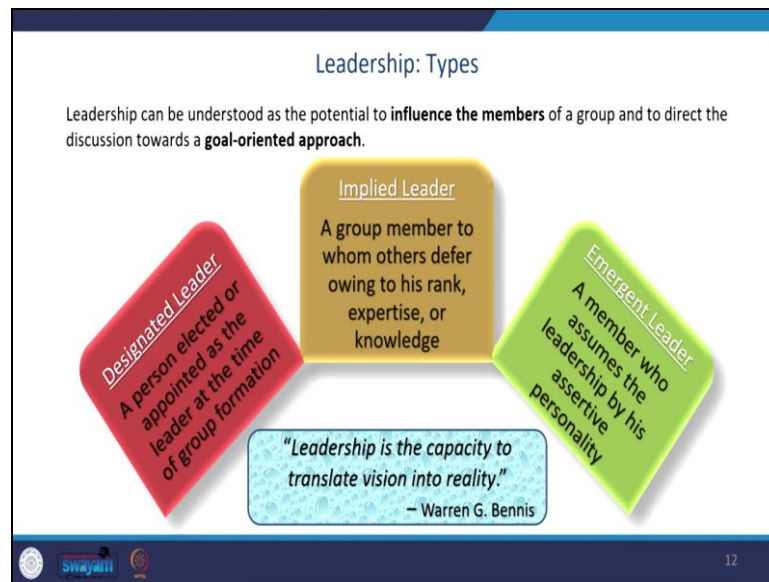 Leadership: Types
Leadership can be understood as the potential to influence the members of a group and to direct the
discussion towards a goal-oriented approach.
Designated Leader
A person elected or
appointed as the
leader at the time
of group formation
Implied Leader
A group member to
whom others defer
owing to his rank,
expertise, or
knowledge
Emergent Leader
A member who
assumes the
leadership by his
assertive
personality
“Leadership is the capacity to
translate vision into reality.”
– Warren G. Bennis
swayam
12